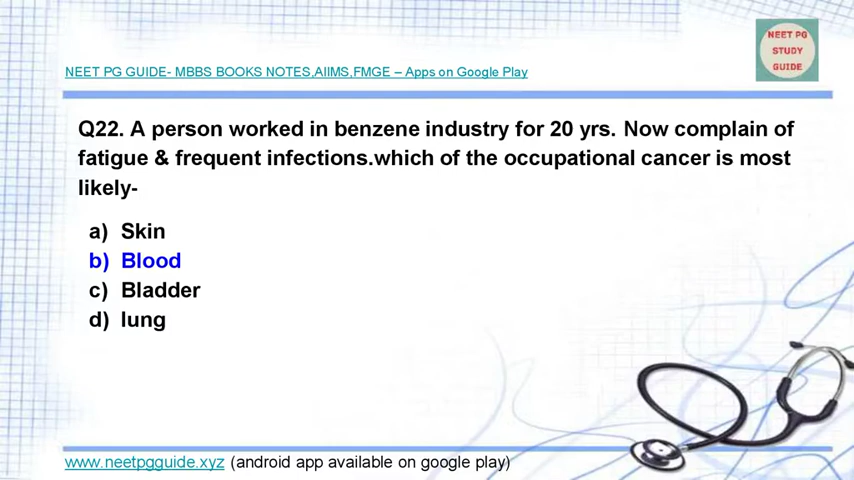 NEET PG
STUDY
GUIDE
NEET PG GUIDE- MBBS BOOKS NOTES,AIIMS,FMGE – Apps on Google Play
Q22. A person worked in benzene industry for 20 yrs. Now complain of
fatigue & frequent infections.which of the occupational cancer is most
likely-
a) Skin
b) Blood
c) Bladder
d) lung
www.neetpgguide.xyz (android app available on google play)